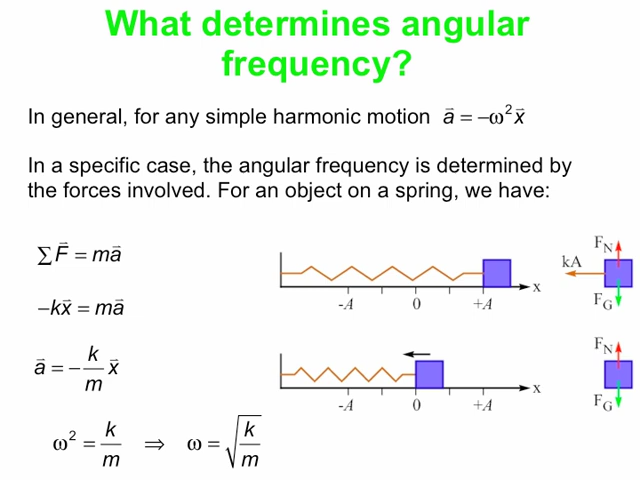 What determines angular
frequency?
In general, for any simple harmonic motion a⃗ = –ω²x⃗
In a specific case, the angular frequency is determined by
the forces involved. For an object on a spring, we have:
∑F⃗ = ma⃗
–kx⃗ = ma⃗
a⃗ = – k/m x⃗
ω² = k/m ⇒ ω = √(k/m)
x
-A 0 +A
kA
F_N
F_G
x
-A 0 +A
F_N
F_G